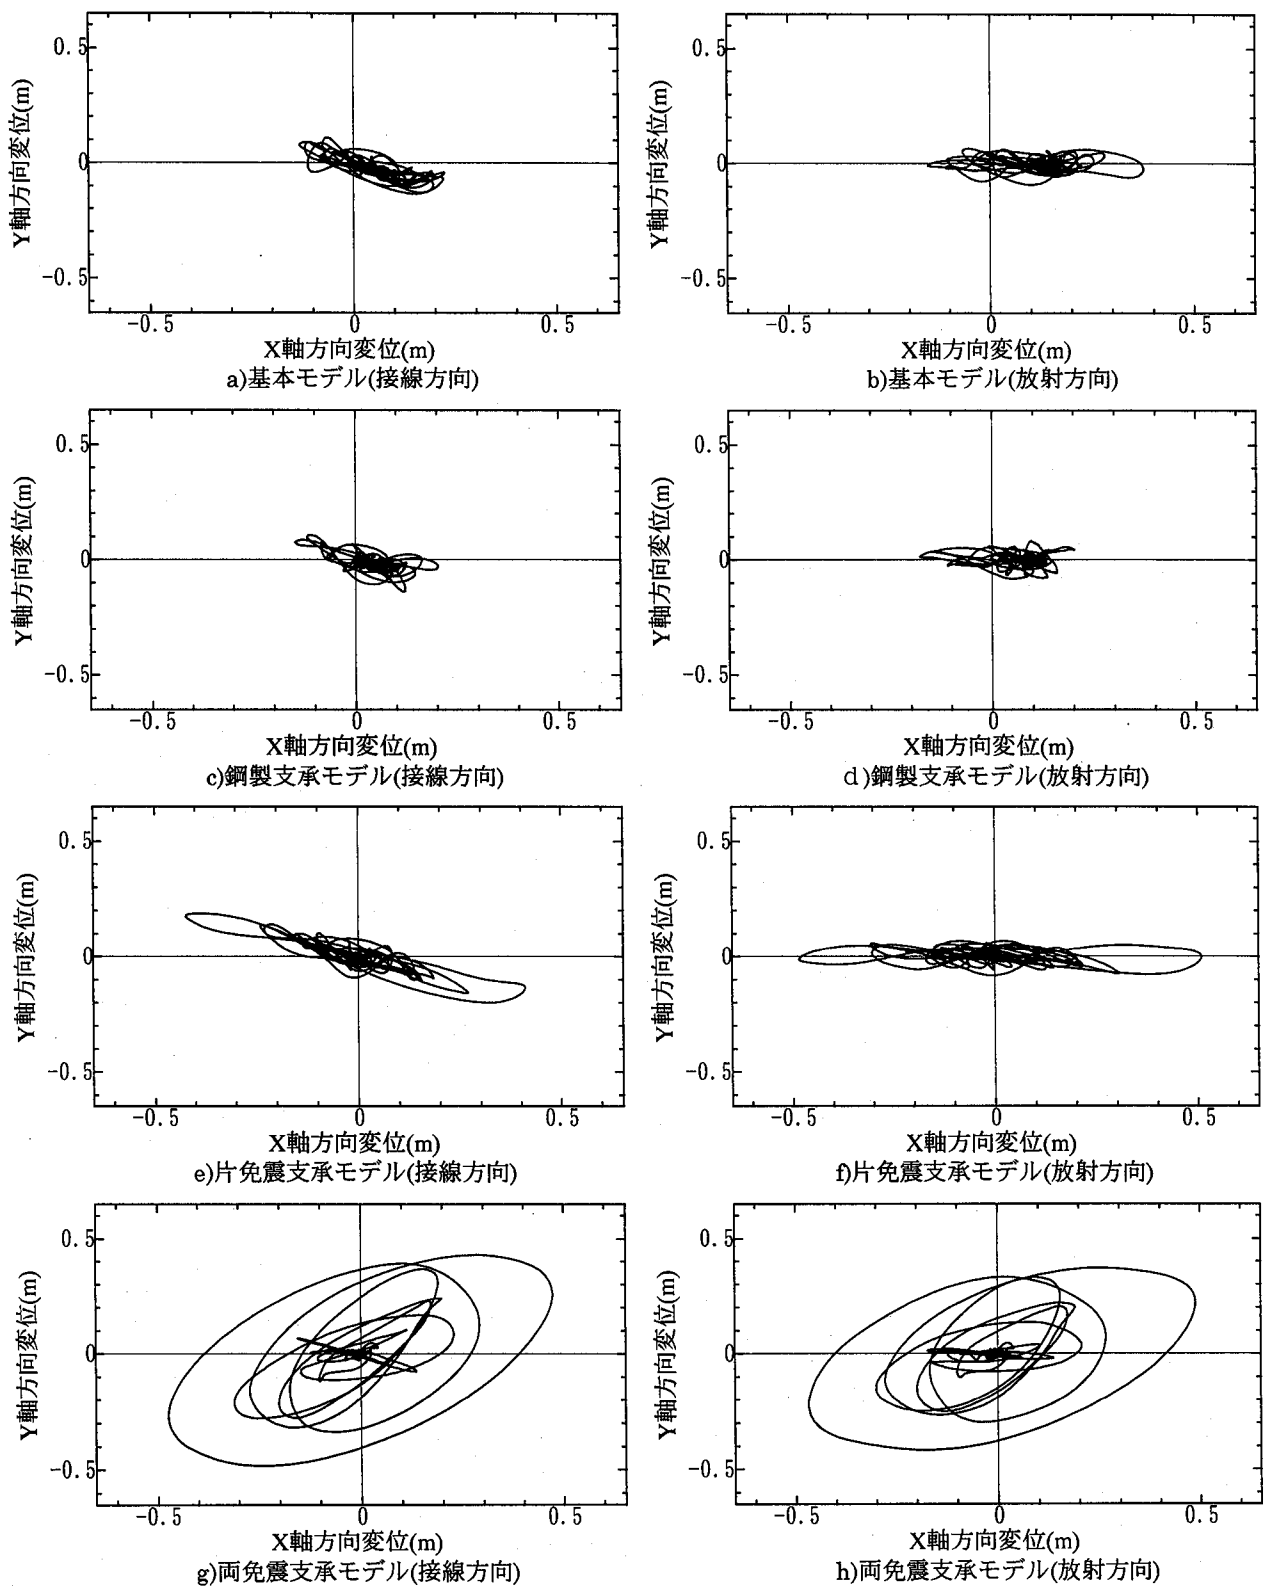 0.5
0
-0.5
Y軸方向変位(m)
-0.5 0 0.5
X軸方向変位(m)
a)基本モデル(接線方向)
0.5
0
-0.5
Y軸方向変位(m)
-0.5 0 0.5
X軸方向変位(m)
b)基本モデル(放射方向)
0.5
0
-0.5
Y軸方向変位(m)
-0.5 0 0.5
X軸方向変位(m)
c)鋼製支承モデル(接線方向)
0.5
0
-0.5
Y軸方向変位(m)
-0.5 0 0.5
X軸方向変位(m)
d)鋼製支承モデル(放射方向)
0.5
0
-0.5
Y軸方向変位(m)
-0.5 0 0.5
X軸方向変位(m)
e)片免震支承モデル(接線方向)
0.5
0
-0.5
Y軸方向変位(m)
-0.5 0 0.5
X軸方向変位(m)
f)片免震支承モデル(放射方向)
0.5
0
-0.5
Y軸方向変位(m)
-0.5 0 0.5
X軸方向変位(m)
g)両免震支承モデル(接線方向)
0.5
0
-0.5
Y軸方向変位(m)
-0.5 0 0.5
X軸方向変位(m)
h)両免震支承モデル(放射方向)